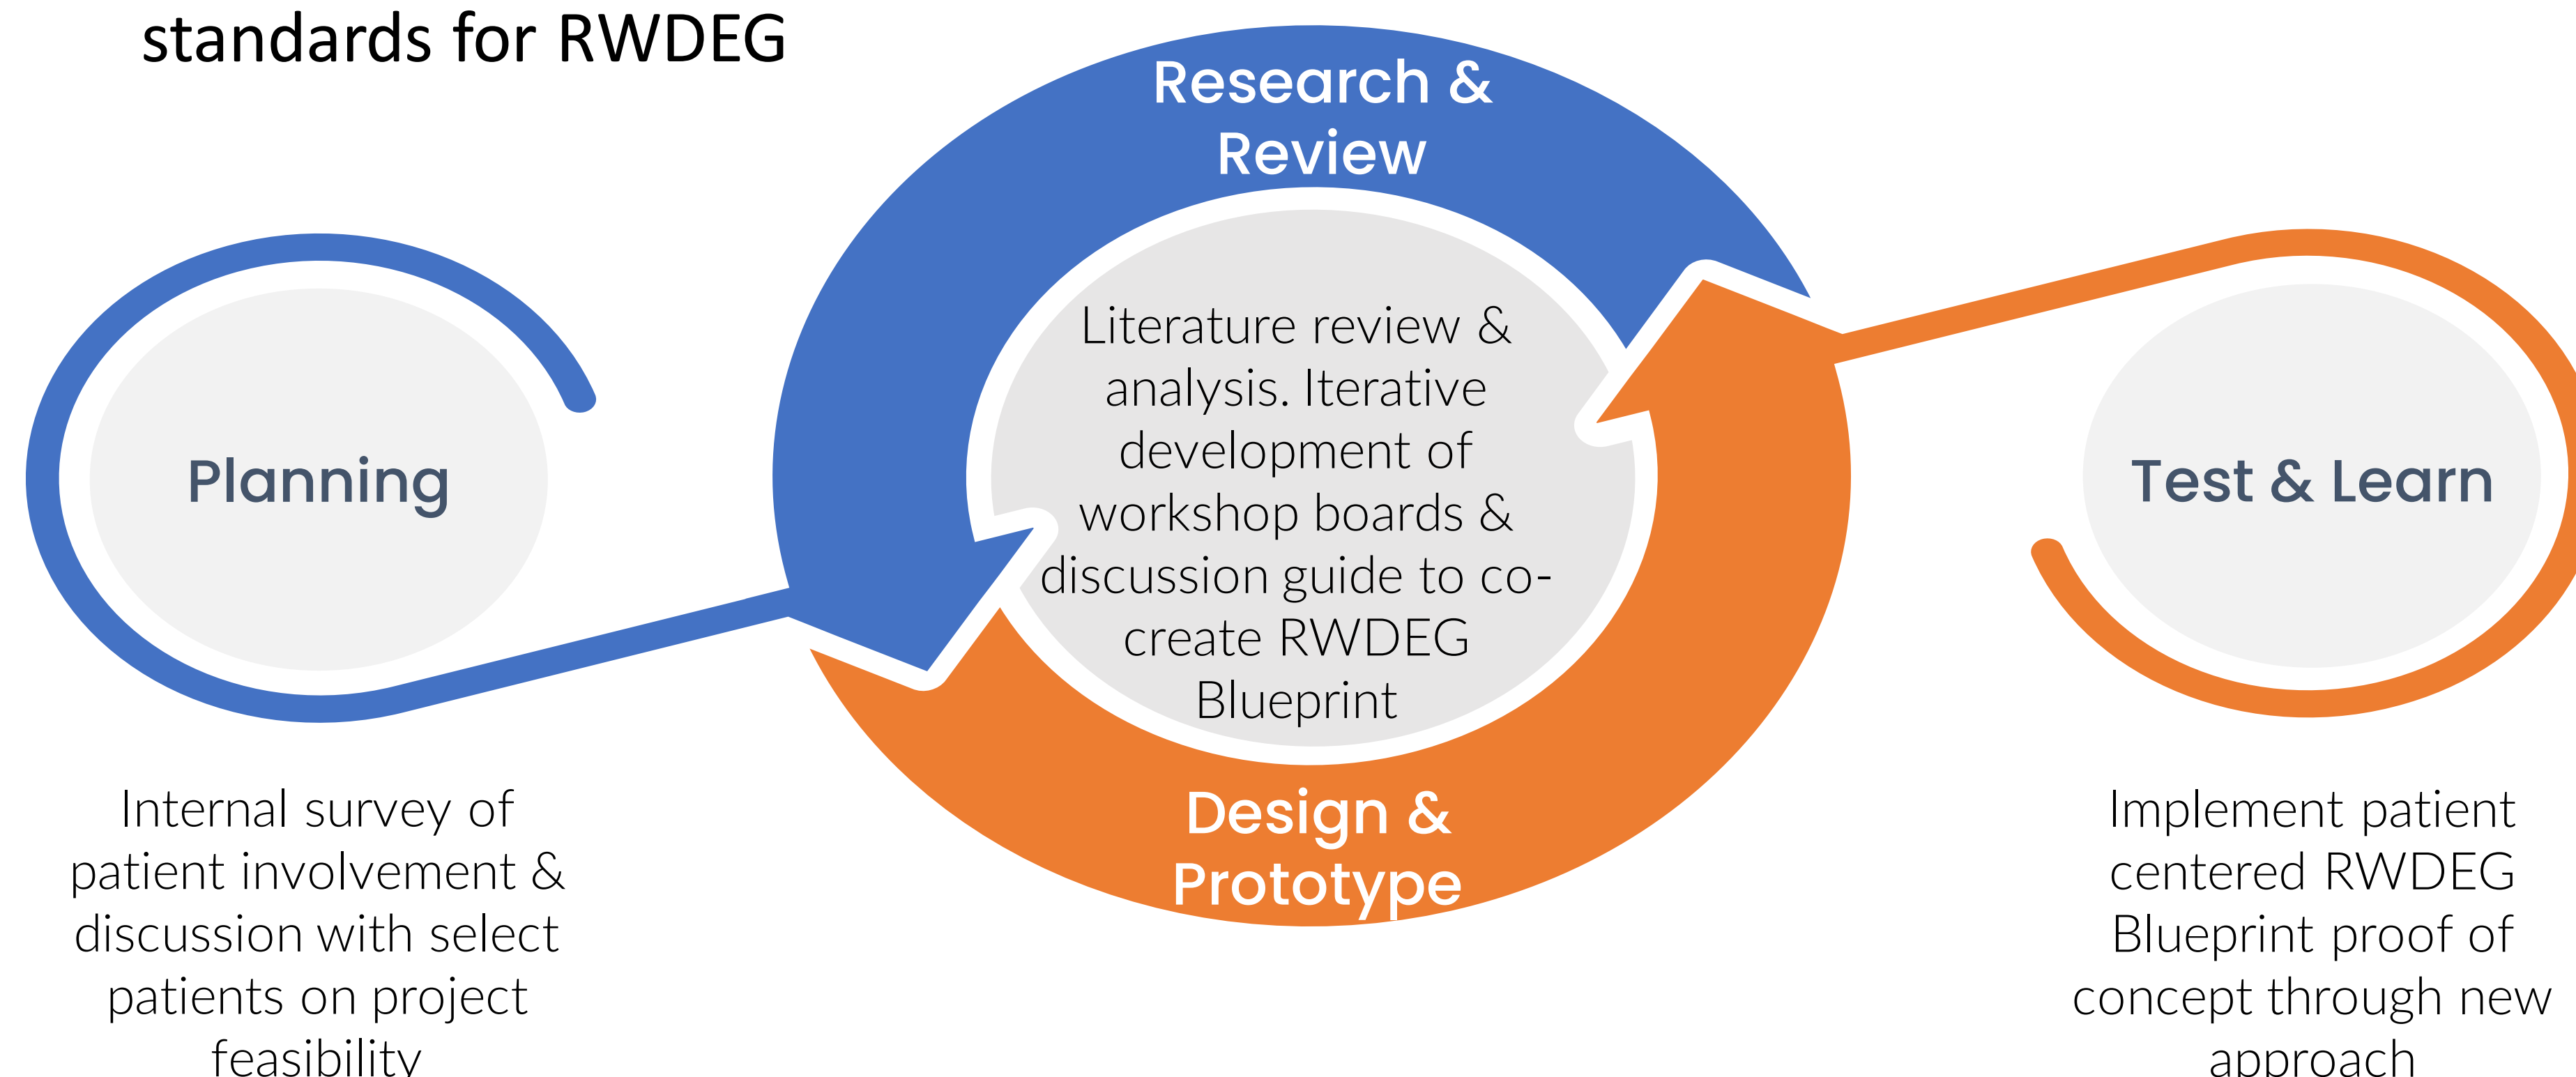 standards for RWDEG
Research &
Review
Planning
Literature review &
analysis. Iterative
development of
workshop boards &
discussion guide to co-
create RWDEG
Blueprint
Test & Learn
Design &
Prototype
Internal survey of
patient involvement &
discussion with select
patients on project
feasibility
Implement patient
centered RWDEG
Blueprint proof of
concept through new
approach